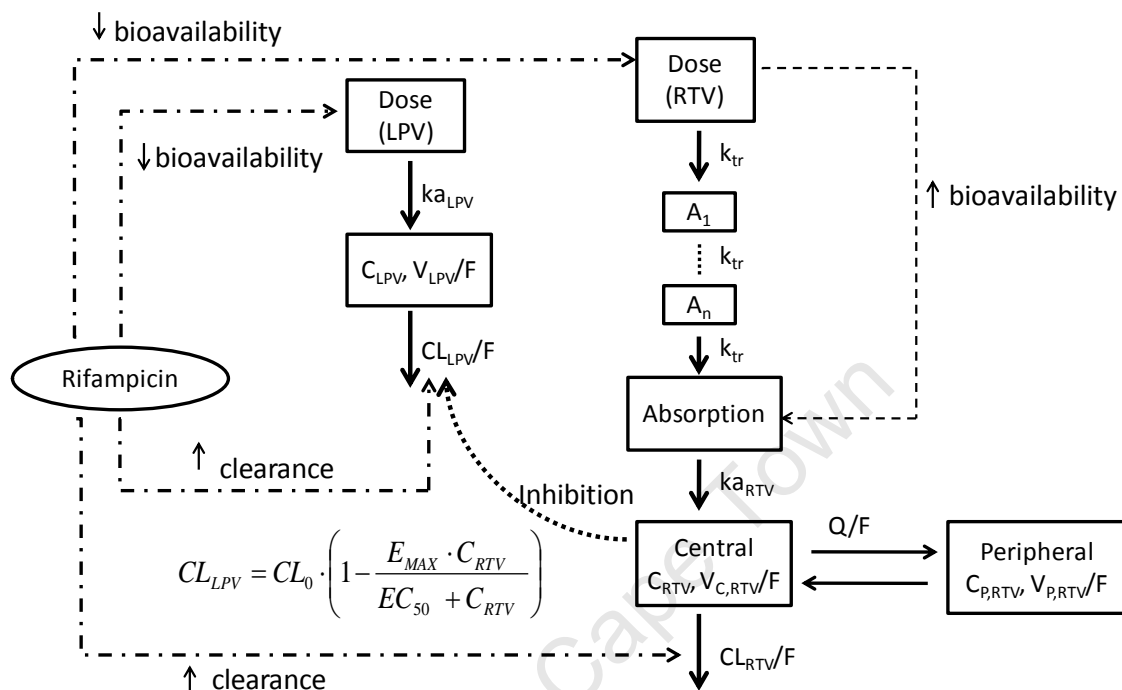 ↓ bioavailability
Dose
(RTV)
Dose
(LPV)
↓ bioavailability
k_tr
ka_LPV
↑ bioavailability
A_1
k_tr
C_LPV, V_LPV/F
A_n
k_tr
CL_LPV/F
Rifampicin
Absorption
↑ clearance
ka_RTV
Inhibition
Q/F
Central
C_RTV, V_C,RTV/F
Peripheral
C_P,RTV, V_P,RTV/F
CL_LPV = CL_0 · (1 − (E_MAX · C_RTV) / (EC_50 + C_RTV))
CL_RTV/F
↑ clearance
Cape Town